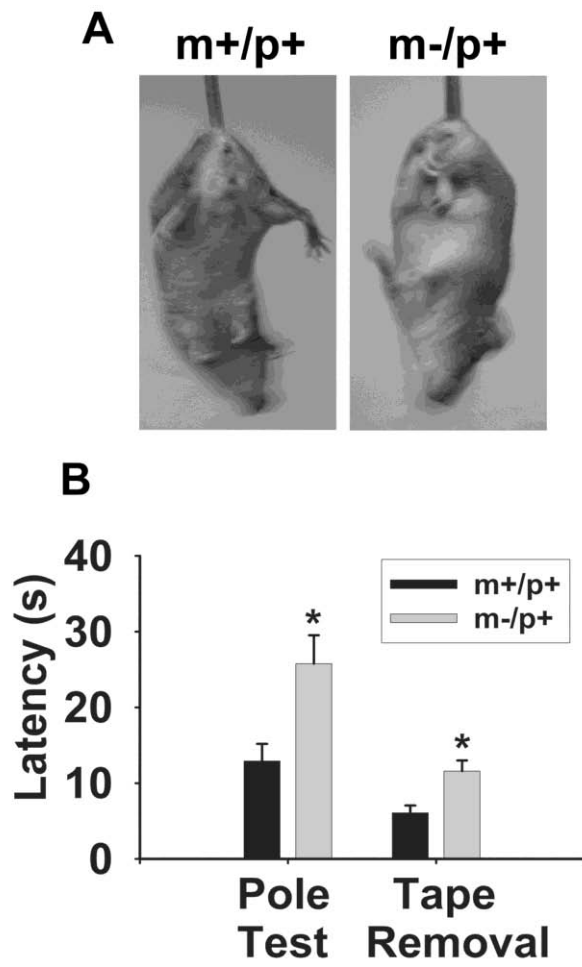 A
m+/p+ m-/p+
B
Latency (s)
40
30
20
10
0
m+/p+
m-/p+
*
*
Pole
Test
Tape
Removal